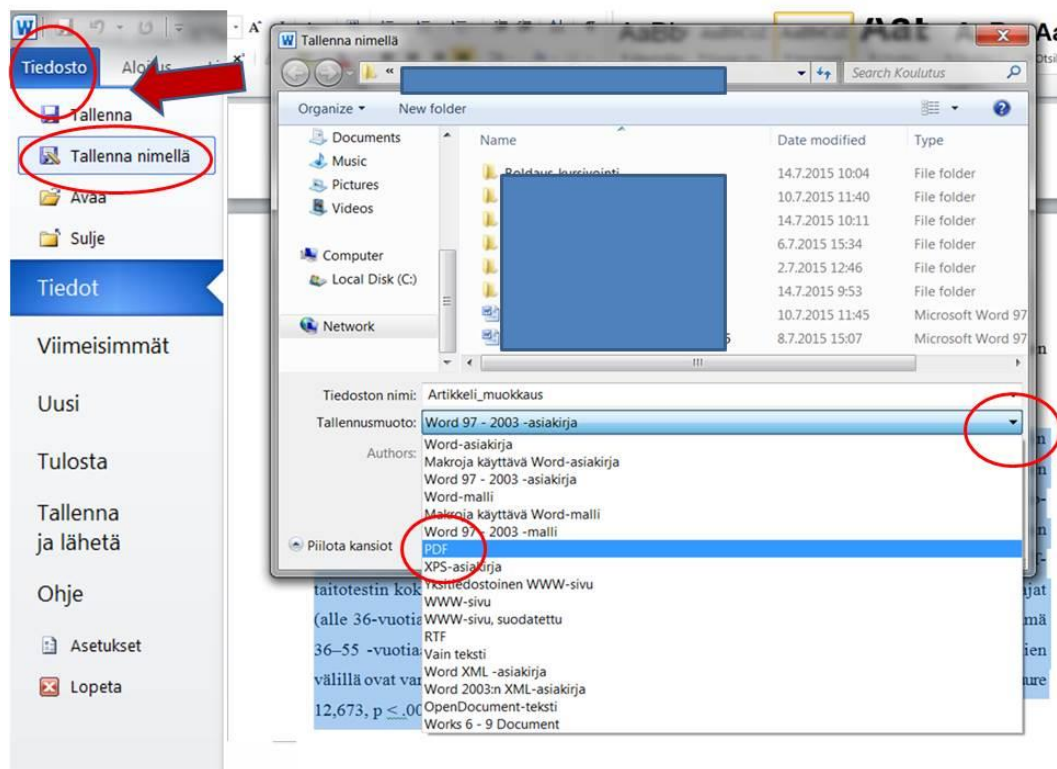 W
Tiedosto
Aloitus
Tallenna
Tallenna nimellä
Avaa
Sulje
Tiedot
Viimeisimmät
Uusi
Tulosta
Tallenna
ja lähetä
Ohje
Asetukset
Lopeta
Tallenna nimellä
«
Search Koulutus
Organize New folder
Documents
Music
Pictures
Videos
Computer
Local Disk (C:)
Network
Name Date modified Type
14.7.2015 10:04 File folder
10.7.2015 11:40 File folder
14.7.2015 10:11 File folder
6.7.2015 15:34 File folder
2.7.2015 12:46 File folder
14.7.2015 9:53 File folder
10.7.2015 11:45 Microsoft Word 97
8.7.2015 15:07 Microsoft Word 97
Tiedoston nimi: Artikkeli_muokkaus
Tallennusmuoto: Word 97 - 2003 -asiakirja
Authors:
Word-asiakirja
Makroja käyttävä Word-asiakirja
Word 97 - 2003 -asiakirja
Word-malli
Makroja käyttävä Word-malli
Word 97 - 2003 -malli
PDF
XPS-asiakirja
Yksitiedostoinen WWW-sivu
WWW-sivu
WWW-sivu, suodatettu
RTF
Vain teksti
Word XML -asiakirja
Word 2003:n XML-asiakirja
OpenDocument-teksti
Works 6 - 9 Document
Piilota kansiot
taitotestin
(alle
36–55
välillä ovat
12,673, p ≤ .00